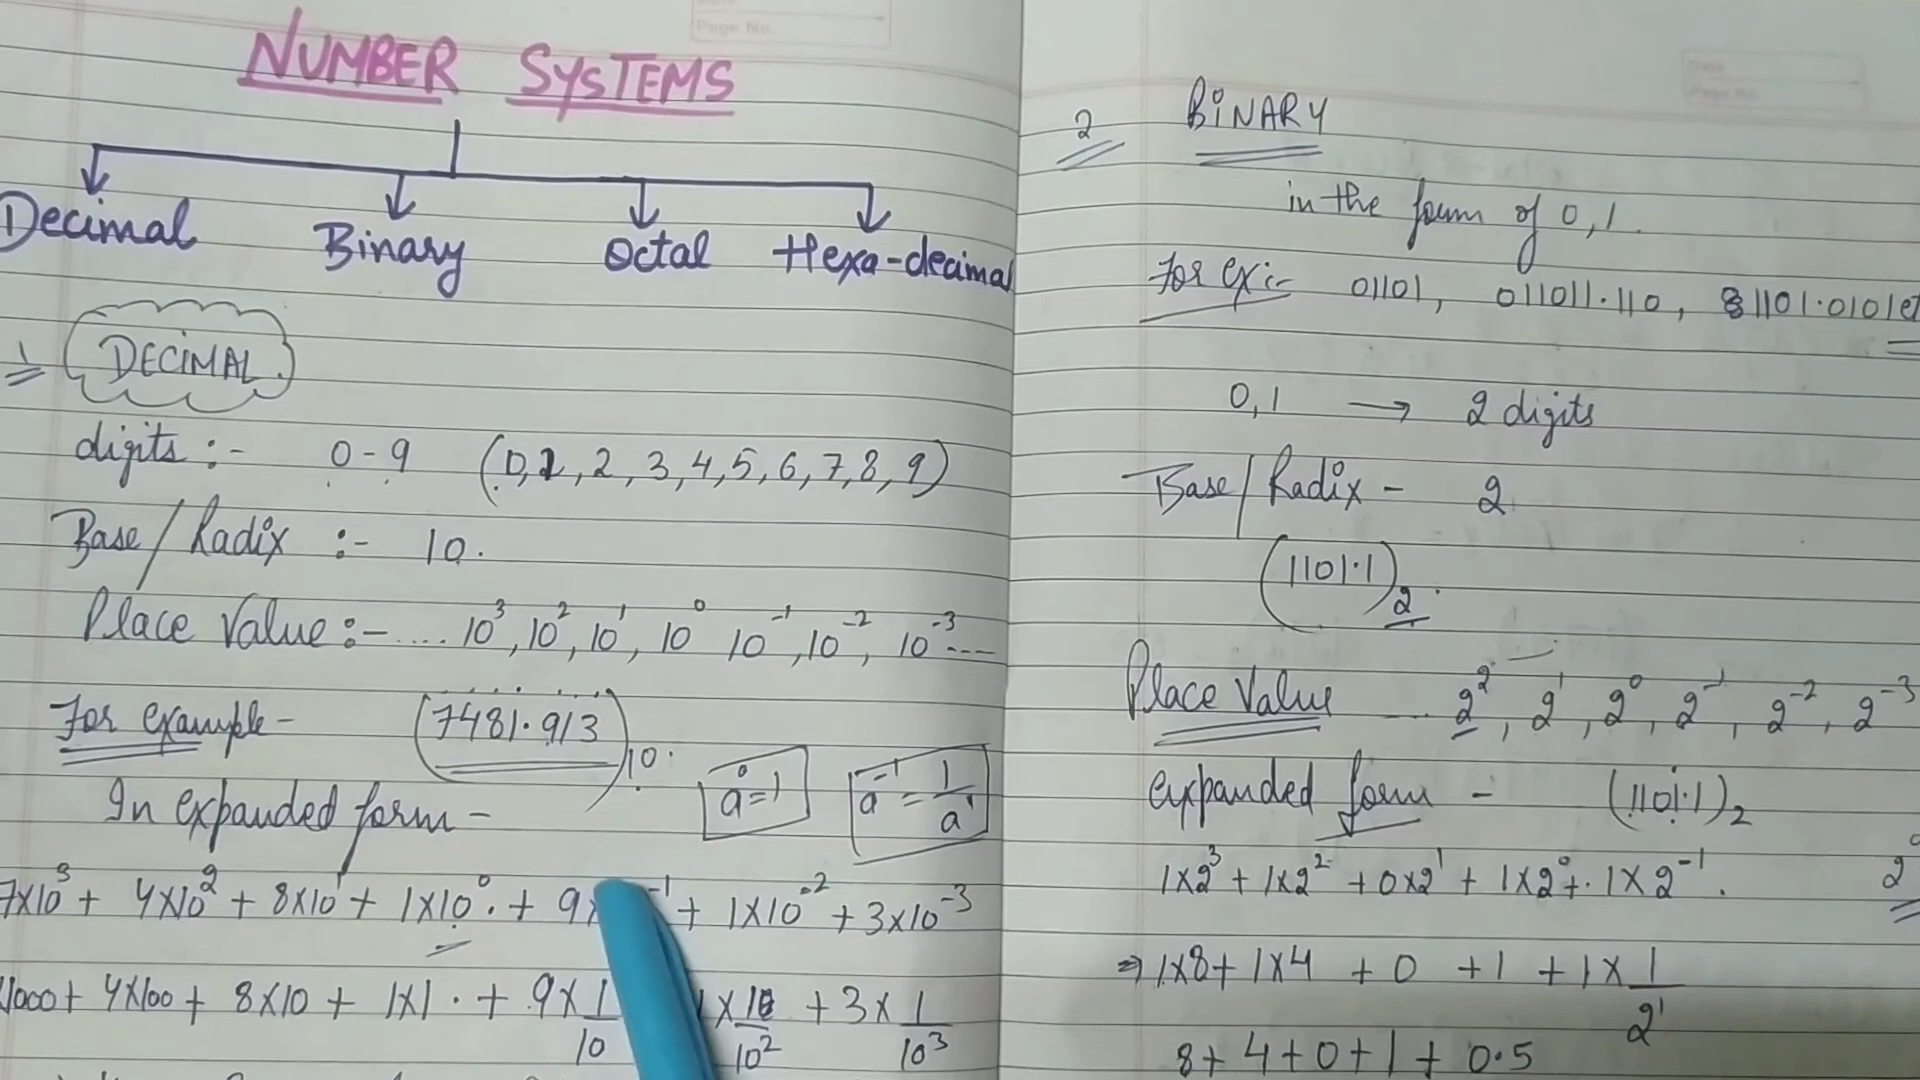 Page No.
NUMBER SYSTEMS
Decimal Binary Octal Hexa-decimal
1 DECIMAL
digits :- 0-9 (0,1,2,3,4,5,6,7,8,9)
Base/Radix :- 10.
Place Value :- .... 10³, 10², 10¹, 10⁰ 10⁻¹, 10⁻², 10⁻³ ---
For example - (7481.913)10.
a⁰=1 a⁻¹ = 1/a¹
In expanded form -
7x10³ + 4x10² + 8x10¹ + 1x10⁰ . + 9x ⁻¹ + 1x10⁻² + 3x10⁻³
1000 + 4x100 + 8x10 + 1x1 . + 9x 1/10 x 1/10² + 3x 1/10³
2 BINARY
in the form of 0,1.
For ex:- 01101, 011011.110, 1101.010
0,1 → 2 digits
Base/Radix - 2
(1101.1)2.
Place Value .... 2², 2¹, 2⁰, 2⁻¹, 2⁻², 2⁻³
expanded form - (1101.1)2
1x2³ + 1x2² + 0x2¹ + 1x2⁰ + . 1x2⁻¹ .
⇒ 1x8 + 1x4 + 0 + 1 + 1x 1/2¹
8 + 4 + 0 + 1 + 0.5